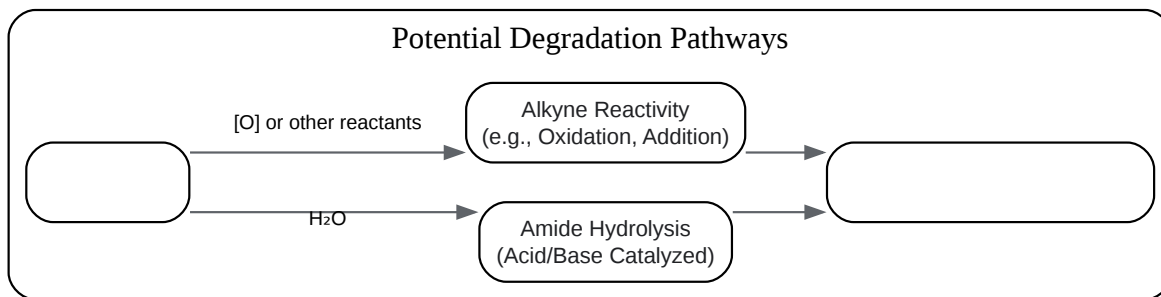 Potential Degradation Pathways
[O] or other reactants
Alkyne Reactivity
(e.g., Oxidation, Addition)
H₂O
Amide Hydrolysis
(Acid/Base Catalyzed)